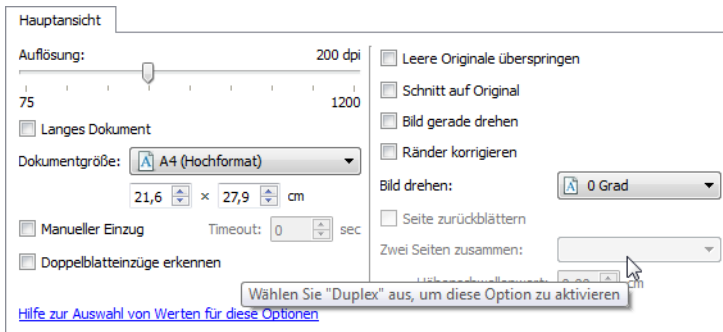 Hauptansicht
Auflösung: 200 dpi
75 1200
Langes Dokument
Dokumentgröße: A4 (Hochformat)
21,6 × 27,9 cm
Manueller Einzug Timeout: 0 sec
Doppelblatteinzüge erkennen
Hilfe zur Auswahl von Werten für diese Optionen
Leere Originale überspringen
Schnitt auf Original
Bild gerade drehen
Ränder korrigieren
Bild drehen: 0 Grad
Seite zurückblättern
Zwei Seiten zusammen:
cm
Wählen Sie "Duplex" aus, um diese Option zu aktivieren